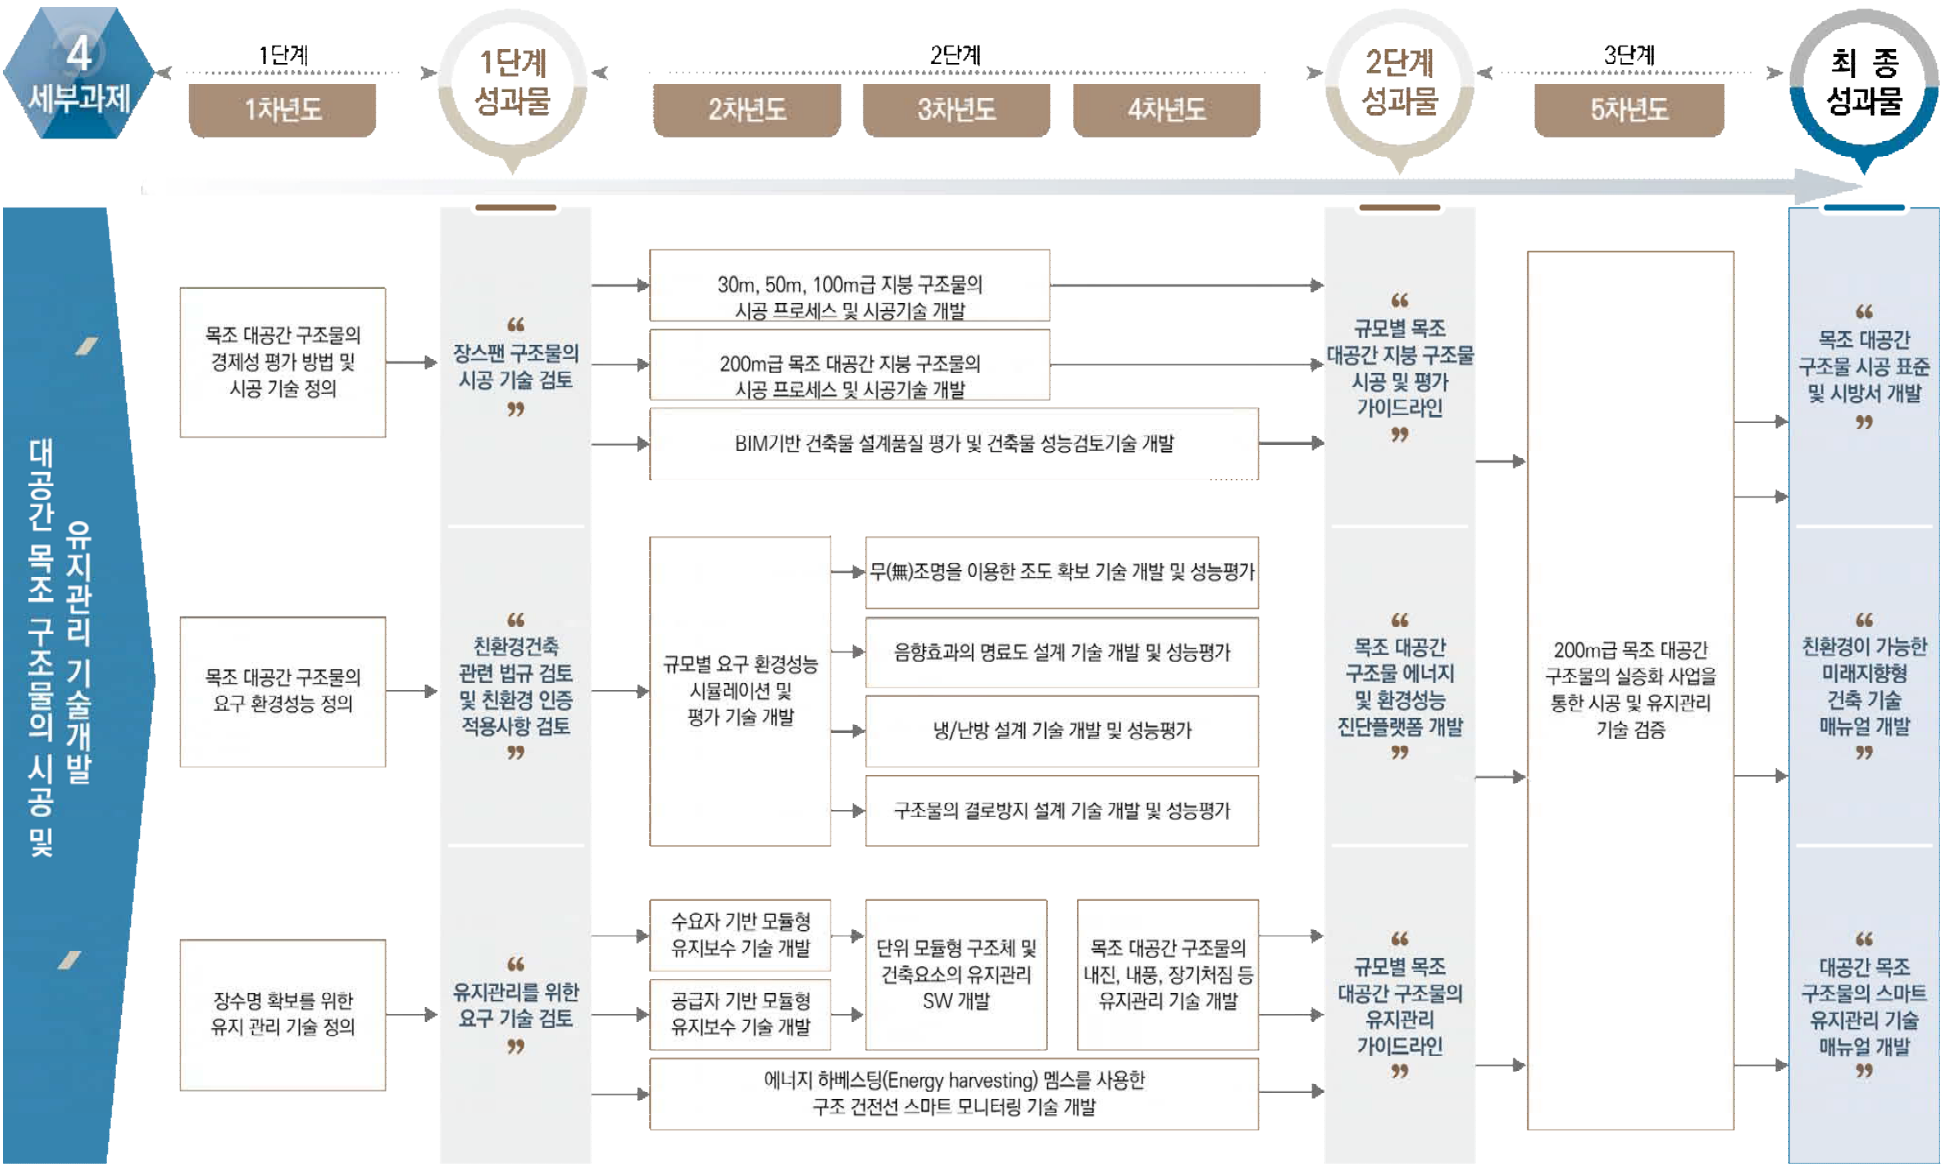 4
세부과제
1단계
1차년도
1단계
성과물
2단계
2차년도
3차년도
4차년도
2단계
성과물
3단계
5차년도
최 종
성과물
대공간 목조 구조물의 시공 및
유지관리 기술개발
목조 대공간 구조물의
경제성 평가 방법 및
시공 기술 정의
“
장스팬 구조물의
시공 기술 검토
”
30m, 50m, 100m급 지붕 구조물의
시공 프로세스 및 시공기술 개발
200m급 목조 대공간 지붕 구조물의
시공 프로세스 및 시공기술 개발
BIM기반 건축물 설계품질 평가 및 건축물 성능검토기술 개발
“
규모별 목조
대공간 지붕 구조물
시공 및 평가
가이드라인
”
목조 대공간 구조물의
요구 환경성능 정의
“
친환경건축
관련 법규 검토
및 친환경 인증
적용사항 검토
”
규모별 요구 환경성능
시뮬레이션 및
평가 기술 개발
무(無)조명을 이용한 조도 확보 기술 개발 및 성능평가
음향효과의 명료도 설계 기술 개발 및 성능평가
냉/난방 설계 기술 개발 및 성능평가
구조물의 결로방지 설계 기술 개발 및 성능평가
“
목조 대공간
구조물 에너지
및 환경성능
진단플랫폼 개발
”
장수명 확보를 위한
유지 관리 기술 정의
“
유지관리를 위한
요구 기술 검토
”
수요자 기반 모듈형
유지보수 기술 개발
공급자 기반 모듈형
유지보수 기술 개발
단위 모듈형 구조체 및
건축요소의 유지관리
SW 개발
목조 대공간 구조물의
내진, 내풍, 장기처짐 등
유지관리 기술 개발
에너지 하베스팅(Energy harvesting) 멤스를 사용한
구조 건전선 스마트 모니터링 기술 개발
“
규모별 목조
대공간 구조물의
유지관리
가이드라인
”
200m급 목조 대공간
구조물의 실증화 사업을
통한 시공 및 유지관리
기술 검증
“
목조 대공간
구조물 시공 표준
및 시방서 개발
”
“
친환경이 가능한
미래지향형
건축 기술
매뉴얼 개발
”
“
대공간 목조
구조물의 스마트
유지관리 기술
매뉴얼 개발
”